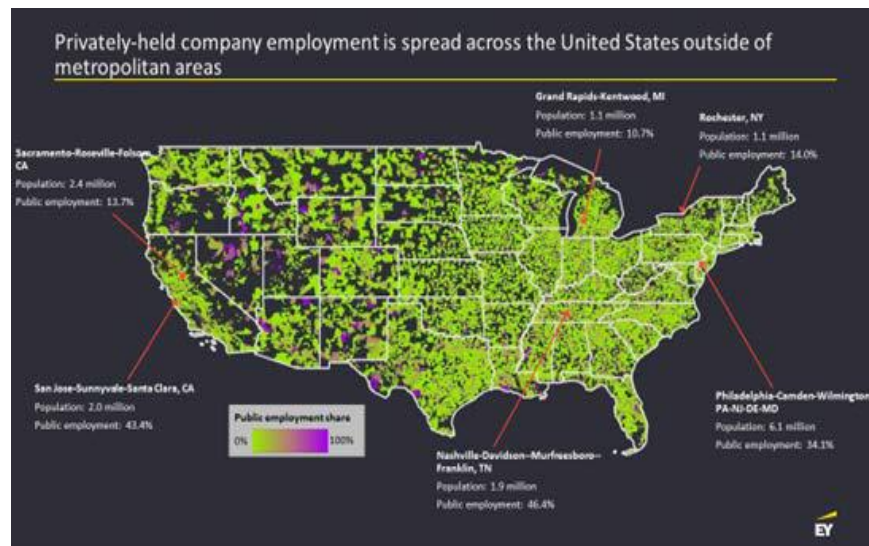 Privately-held company employment is spread across the United States outside of
metropolitan areas
Grand Rapids-Kentwood, MI
Population: 1.1 million
Public employment: 10.7%
Rochester, NY
Population: 1.1 million
Public employment: 14.0%
Sacramento-Roseville-Folsom,
CA
Population: 2.4 million
Public employment: 13.7%
San Jose-Sunnyvale-Santa Clara, CA
Population: 2.0 million
Public employment: 43.4%
Public employment share
0% 100%
Nashville-Davidson--Murfreesboro--
Franklin, TN
Population: 1.9 million
Public employment: 46.4%
Philadelphia-Camden-Wilmington
PA-NJ-DE-MD
Population: 6.1 million
Public employment: 34.1%
EY